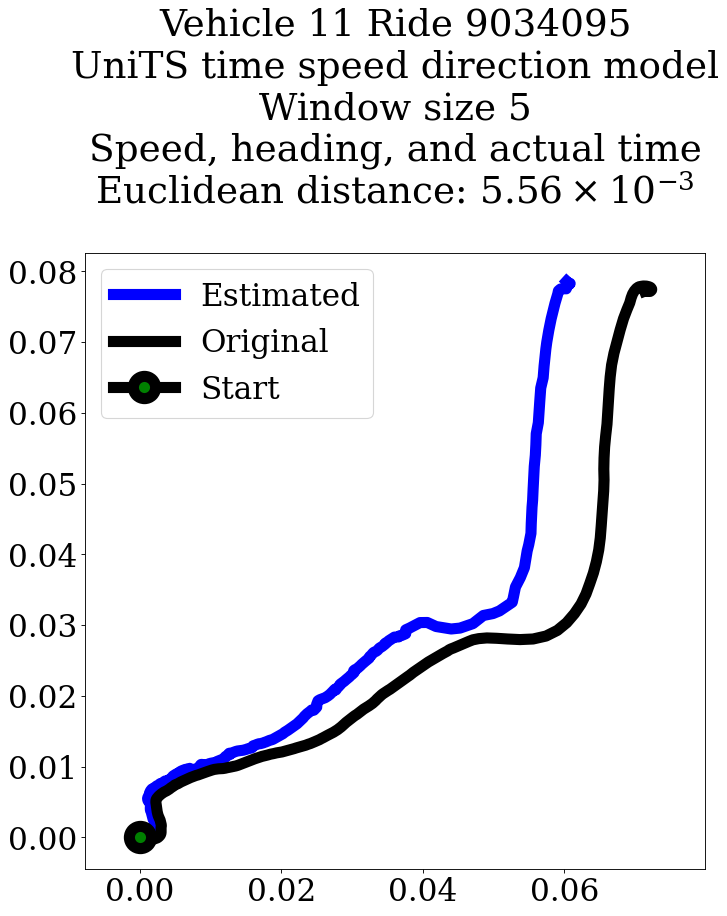 Vehicle 11 Ride 9034095
UniTS time speed direction model
Window size 5
Speed, heading, and actual time
Euclidean distance: $5.56 \times 10^{-3}$
Estimated
Original
Start
0.08
0.07
0.06
0.05
0.04
0.03
0.02
0.01
0.00
0.00 0.02 0.04 0.06